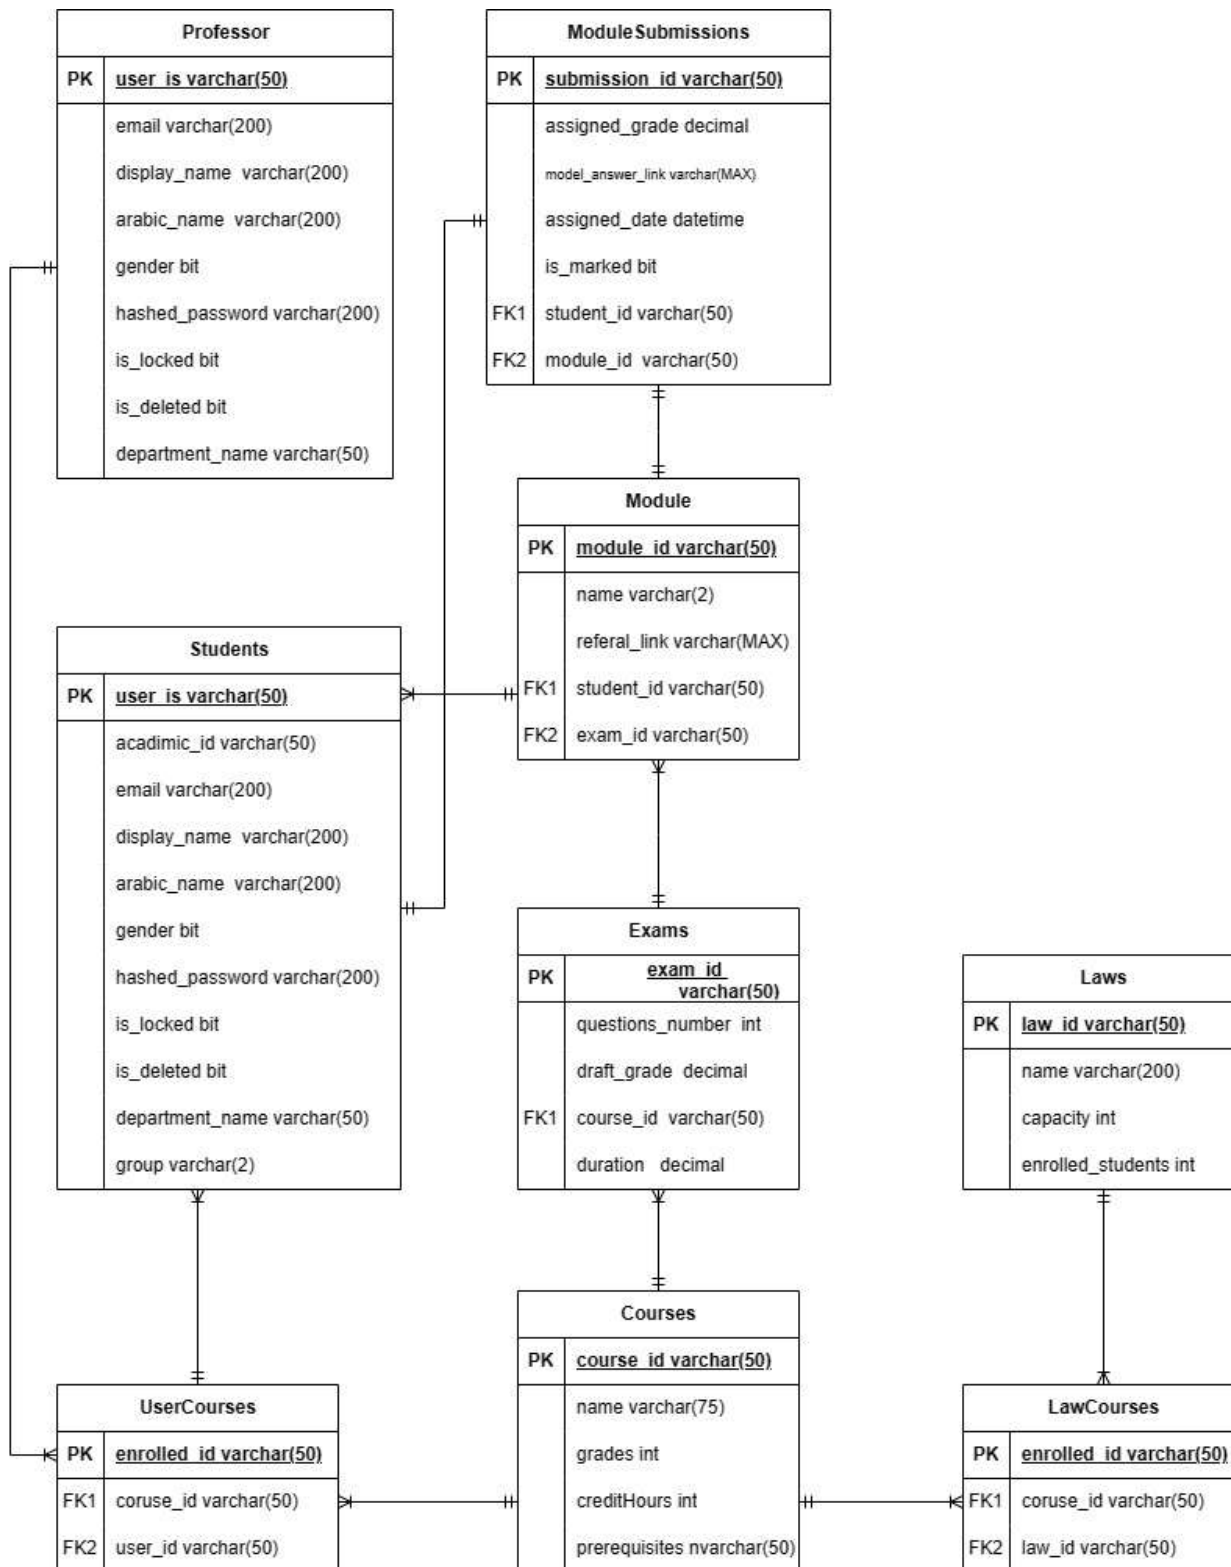 Professor
PK user_is varchar(50)
email varchar(200)
display_name varchar(200)
arabic_name varchar(200)
gender bit
hashed_password varchar(200)
is_locked bit
is_deleted bit
department_name varchar(50)
ModuleSubmissions
PK submission_id varchar(50)
assigned_grade decimal
model_answer_link varchar(MAX)
assigned_date datetime
is_marked bit
FK1 student_id varchar(50)
FK2 module_id varchar(50)
Module
PK module_id varchar(50)
name varchar(2)
referal_link varchar(MAX)
FK1 student_id varchar(50)
FK2 exam_id varchar(50)
Students
PK user_is varchar(50)
acadimic_id varchar(50)
email varchar(200)
display_name varchar(200)
arabic_name varchar(200)
gender bit
hashed_password varchar(200)
is_locked bit
is_deleted bit
department_name varchar(50)
group varchar(2)
Exams
PK exam_id
varchar(50)
questions_number int
draft_grade decimal
FK1 course_id varchar(50)
duration decimal
Laws
PK law_id varchar(50)
name varchar(200)
capacity int
enrolled_students int
UserCourses
PK enrolled_id varchar(50)
FK1 coruse_id varchar(50)
FK2 user_id varchar(50)
Courses
PK course_id varchar(50)
name varchar(75)
grades int
creditHours int
prerequisites nvarchar(50)
LawCourses
PK enrolled_id varchar(50)
FK1 coruse_id varchar(50)
FK2 law_id varchar(50)